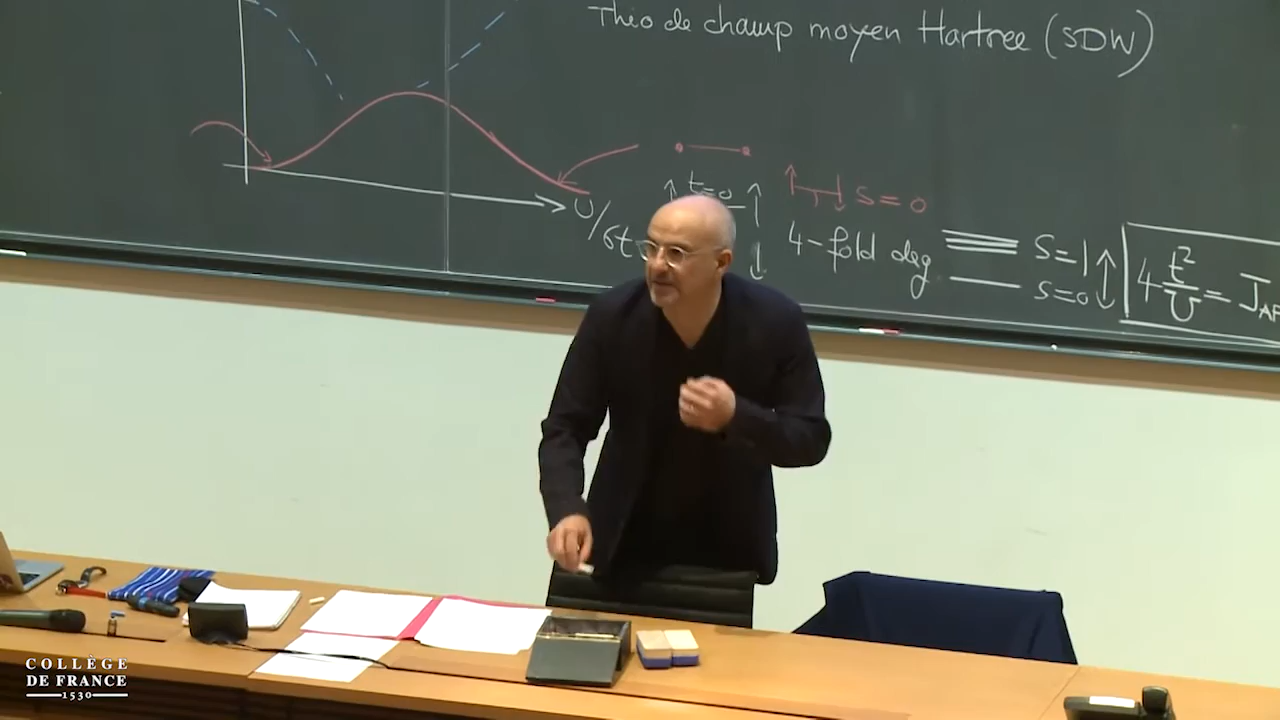 Théo de champ moyen Hartree (SDW)
t=0
S=0
U/6t
4-fold deg
S=1
S=0
4 t²/U = J_AF
COLLÈGE
DE FRANCE
1530